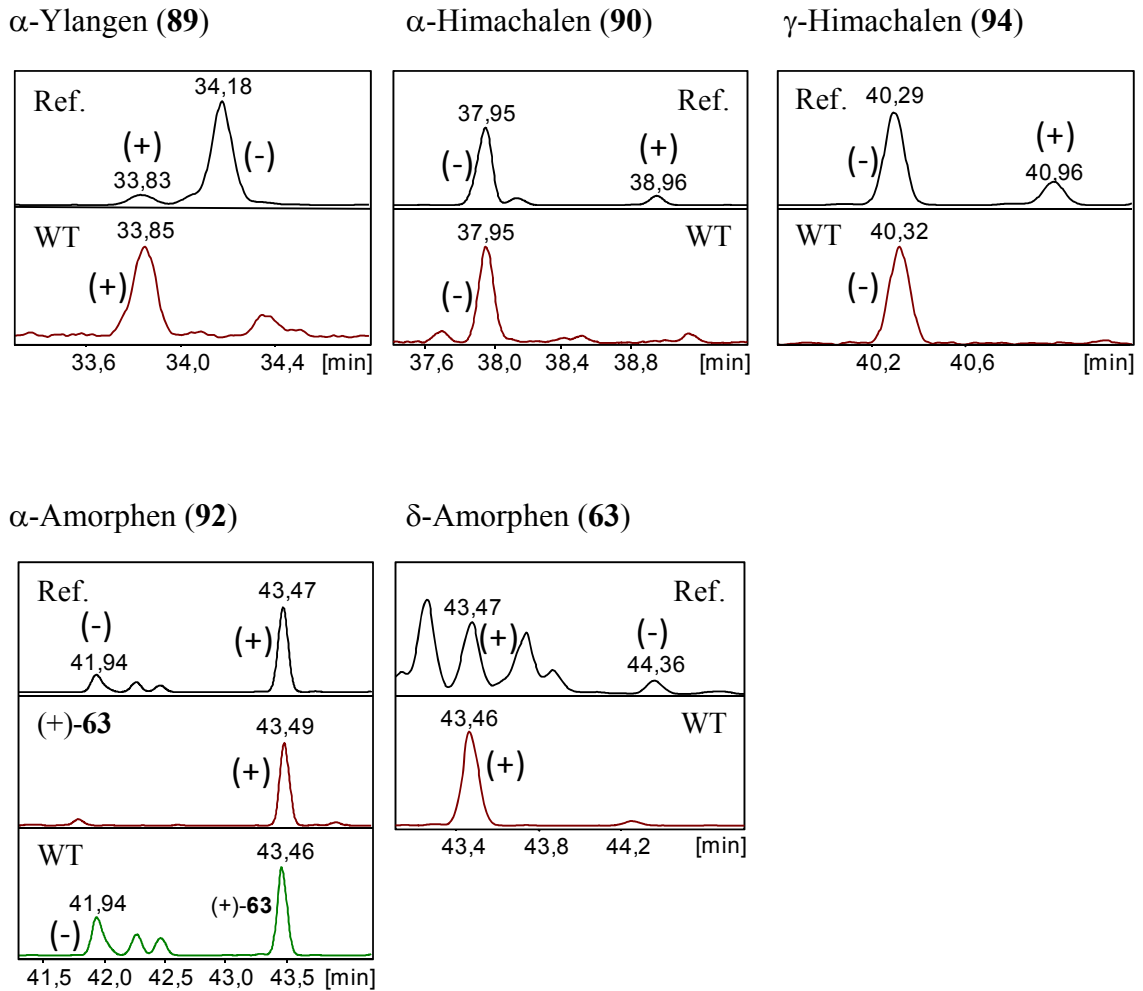 α-Ylangen (89)
Ref.
34,18
(+)
33,83
(-)
WT
33,85
(+)
33,6 34,0 34,4 [min]
α-Himachalen (90)
Ref.
37,95
(-)
(+)
38,96
WT
37,95
(-)
37,6 38,0 38,4 38,8 [min]
γ-Himachalen (94)
Ref.
40,29
(-)
(+)
40,96
WT
40,32
(-)
40,2 40,6 [min]
α-Amorphen (92)
Ref.
43,47
(-)
41,94
(+)
(+)-63
43,49
(+)
WT
43,46
41,94
(+)-63
(-)
41,5 42,0 42,5 43,0 43,5 [min]
δ-Amorphen (63)
Ref.
43,47
(+)
(-)
44,36
43,46
WT
(+)
43,4 43,8 44,2 [min]